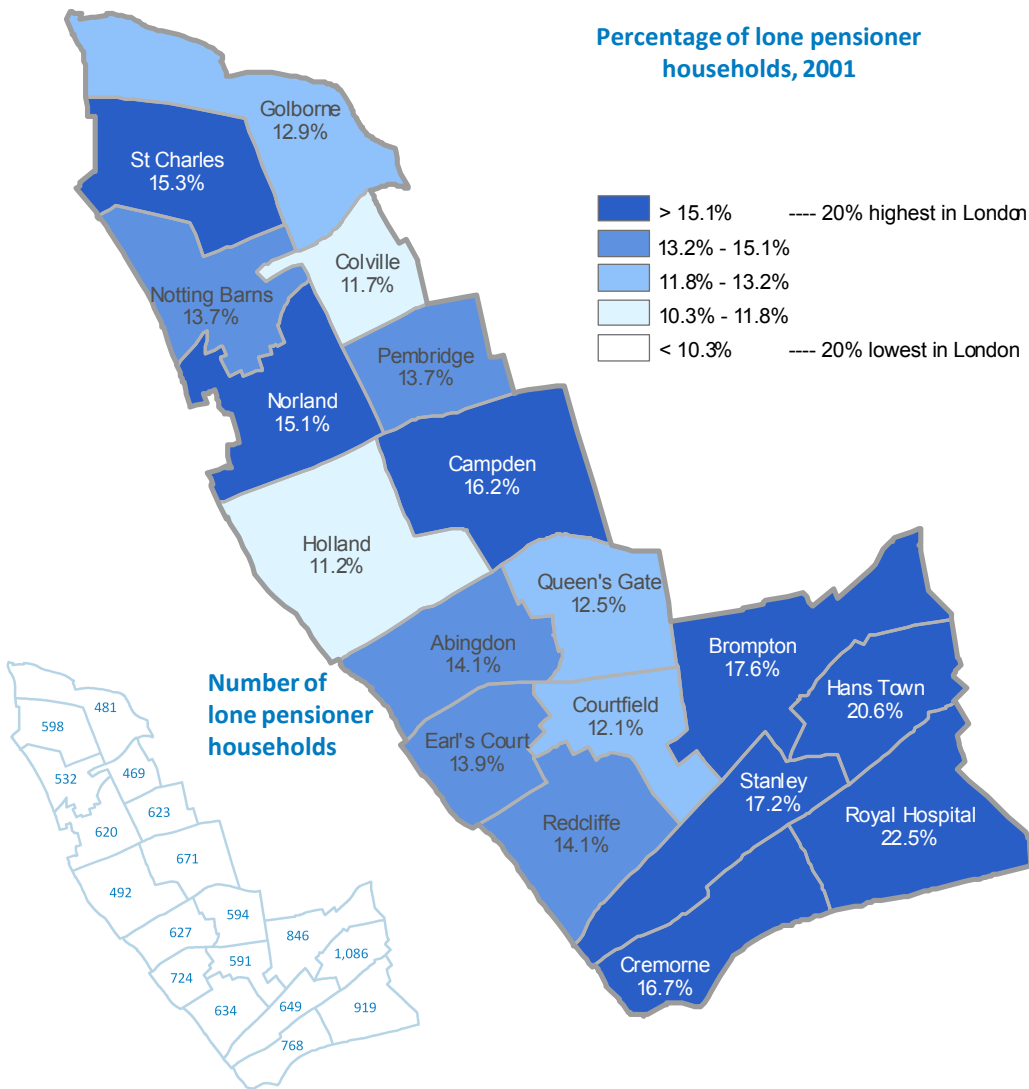 Percentage of lone pensioner
households, 2001
Golborne
12.9%
St Charles
15.3%
> 15.1% ---- 20% highest in London
13.2% - 15.1%
11.8% - 13.2%
10.3% - 11.8%
< 10.3% ---- 20% lowest in London
Colville
11.7%
Notting Barns
13.7%
Pembridge
13.7%
Norland
15.1%
Campden
16.2%
Holland
11.2%
Queen's Gate
12.5%
Abingdon
14.1%
Brompton
17.6%
Hans Town
20.6%
Courtfield
12.1%
Earl's Court
13.9%
Stanley
17.2%
Royal Hospital
22.5%
Redcliffe
14.1%
Cremorne
16.7%
Number of
lone pensioner
households
481
598
532
469
623
620
671
492
594
627
846
591
1,086
724
649
919
634
768